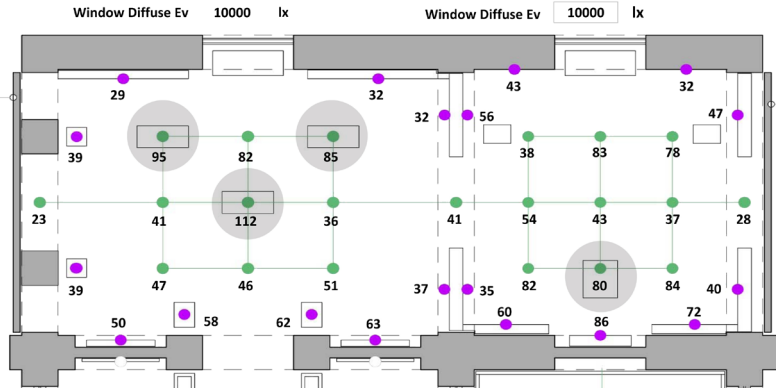 Window Diffuse Ev 10000 lx Window Diffuse Ev 10000 lx
29 32 43 32
32 56 47
39 95 82 85 38 83 78
23 41 112 36 41 54 43 37 28
39 47 46 51 82 80 84
37 35 40
50 58 62 63 60 86 72